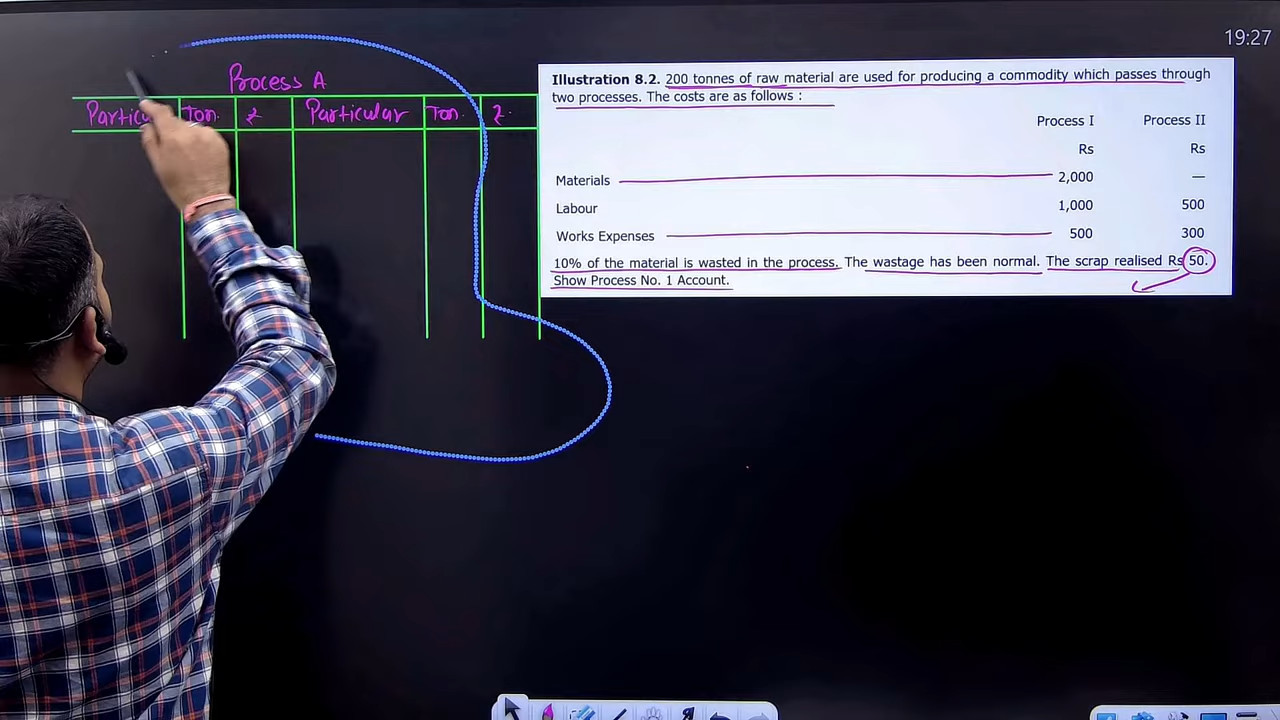 19:27
Process A
Ton. ₹ Particular Ton. ₹.
Illustration 8.2. 200 tonnes of raw material are used for producing a commodity which passes through
two processes. The costs are as follows :
Process I Process II
Rs Rs
Materials 2,000 —
Labour 1,000 500
Works Expenses 500 300
10% of the material is wasted in the process. The wastage has been normal. The scrap realised Rs 50.
Show Process No. 1 Account.